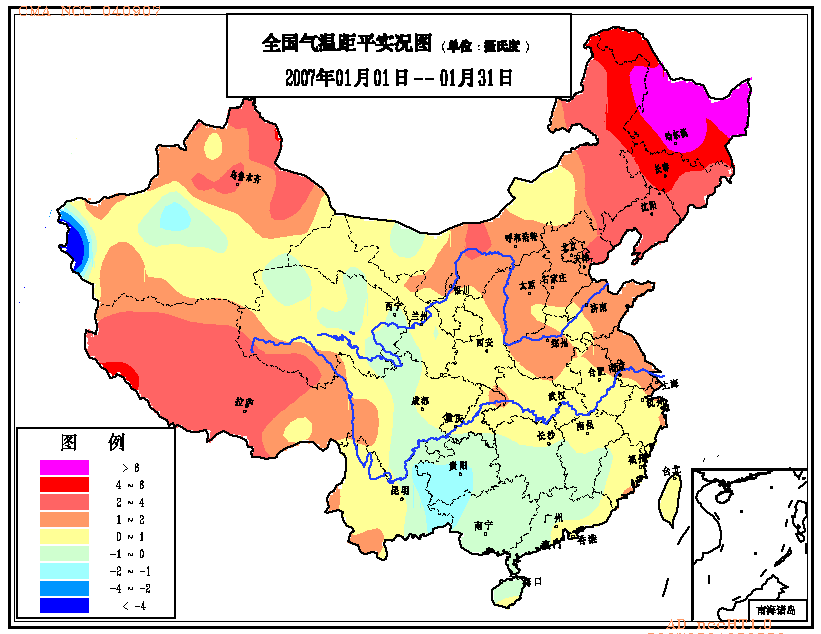 CMA NCC 040907
全国气温距平实况图 (单位:摄氏度)
2007年01月01日--01月31日
哈尔滨
长春
沈阳
乌鲁木齐
呼和浩特
北京
天津
银川
太原
石家庄
西宁
兰州
济南
西安
郑州
合肥
南京
上海
拉萨
成都
重庆
武汉
杭州
长沙
南昌
贵阳
福州
台北
昆明
南宁
广州
澳门
香港
海口
图 例
> 6
4 ~ 6
2 ~ 4
1 ~ 2
0 ~ 1
-1 ~ 0
-2 ~ -1
-4 ~ -2
< -4
南海诸岛